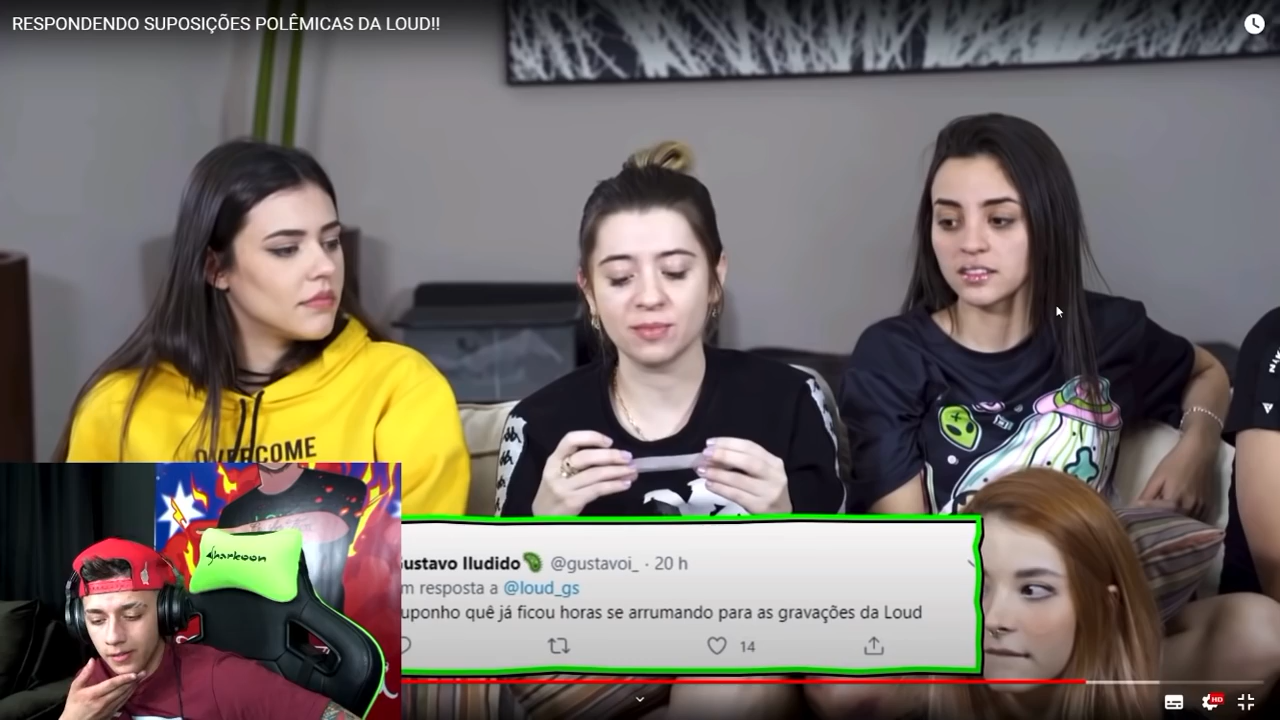 RESPONDENDO SUPOSIÇÕES POLÊMICAS DA LOUD!!
OVERCOME
sharkoon
ustavo Iludido @gustavoi_ · 20 h
m resposta a @loud_gs
uponho quê já ficou horas se arrumando para as gravações da Loud
14
HD